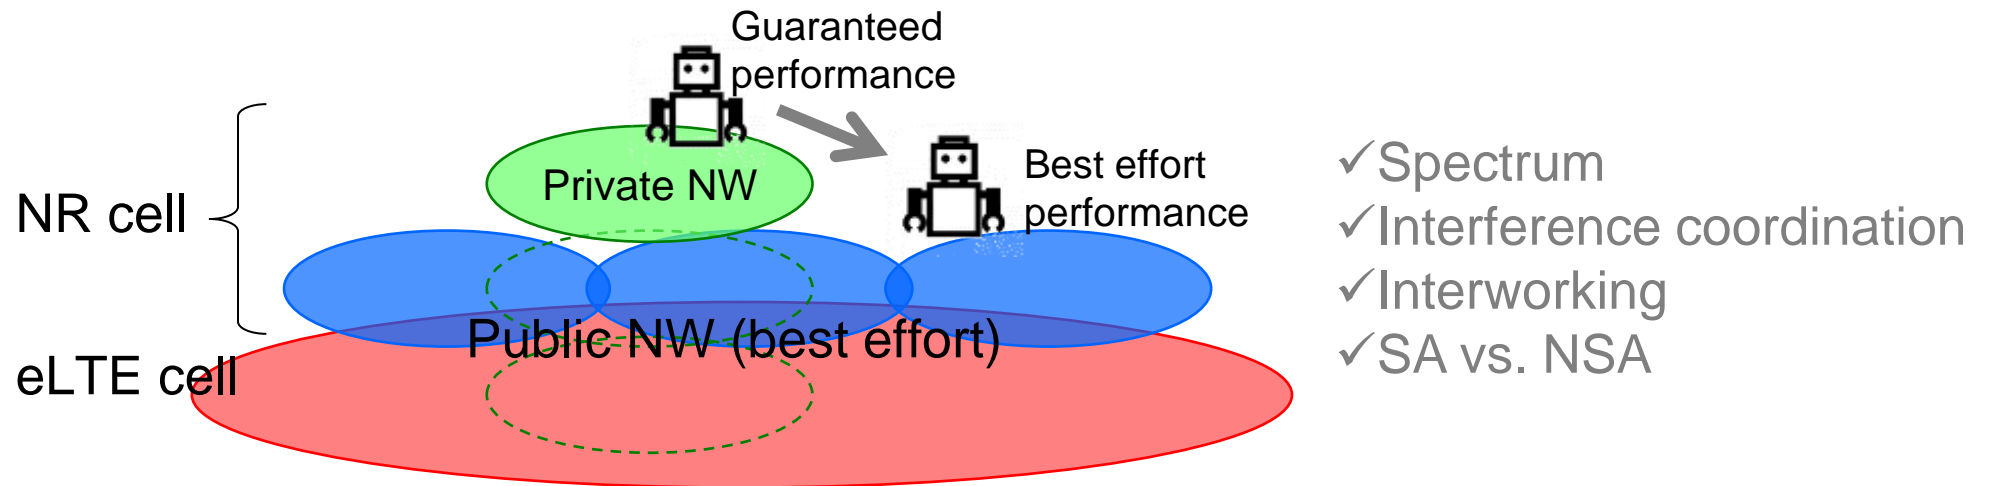 Guaranteed
performance
Best effort
performance
Private NW
NR cell
Public NW (best effort)
eLTE cell
✓Spectrum
✓Interference coordination
✓Interworking
✓SA vs. NSA